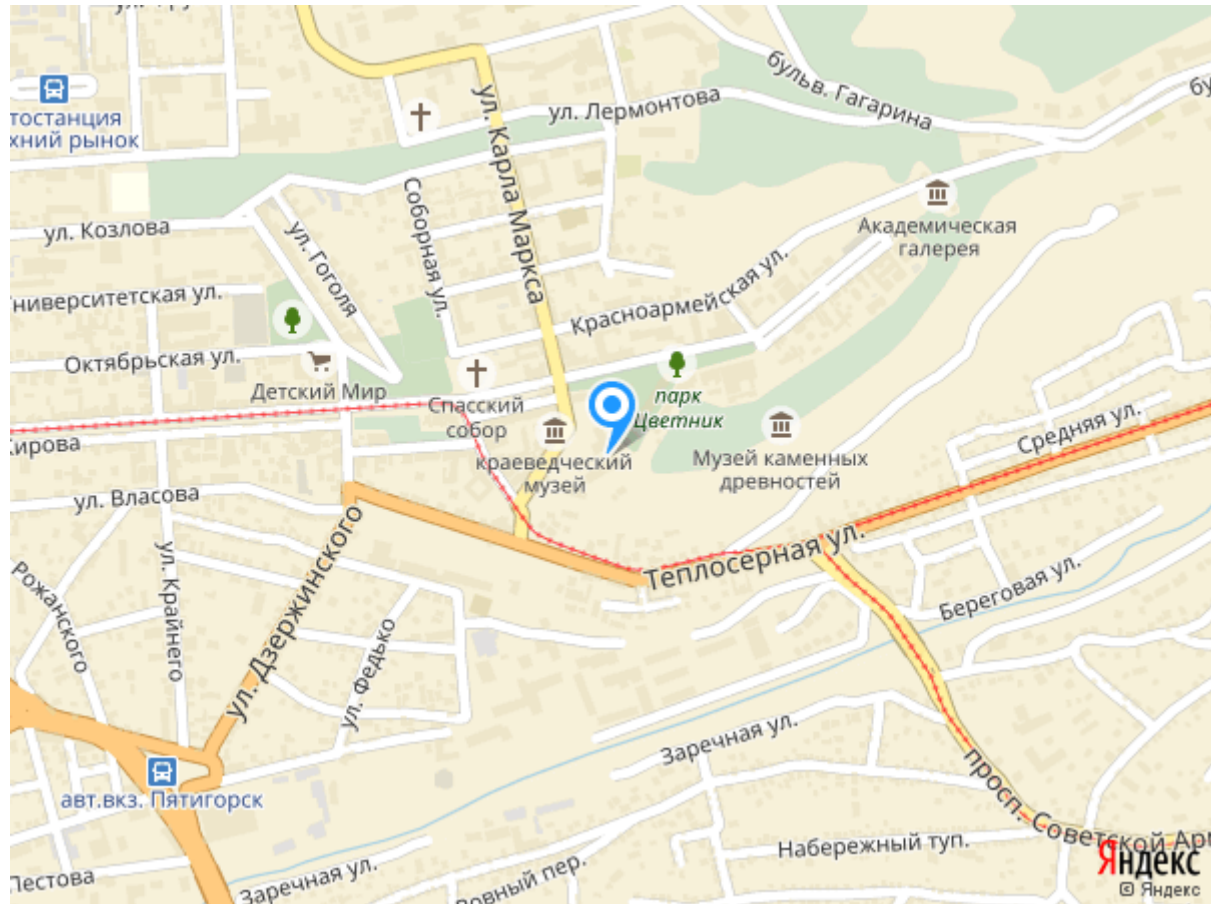 ул. Карла Маркса
ул. Лермонтова
бульв. Гагарина
тостанция
хний рынок
Соборная ул.
ул. Козлова
ул. Гоголя
Академическая
галерея
Университетская ул.
Красноармейская ул.
Октябрьская ул.
Детский Мир
Спасский
собор
парк
Цветник
Средняя ул.
Кирова
краеведческий
музей
Музей каменных
древностей
ул. Власова
ул. Крайнего
Рожанского
ул. Дзержинского
ул. Федько
Теплосерная ул.
Береговая ул.
Заречная ул.
авт.вкз. Пятигорск
просп. Советской Арм
Набережный туп.
Пестова
Заречная ул.
овный пер.
Яндекс
© Яндекс